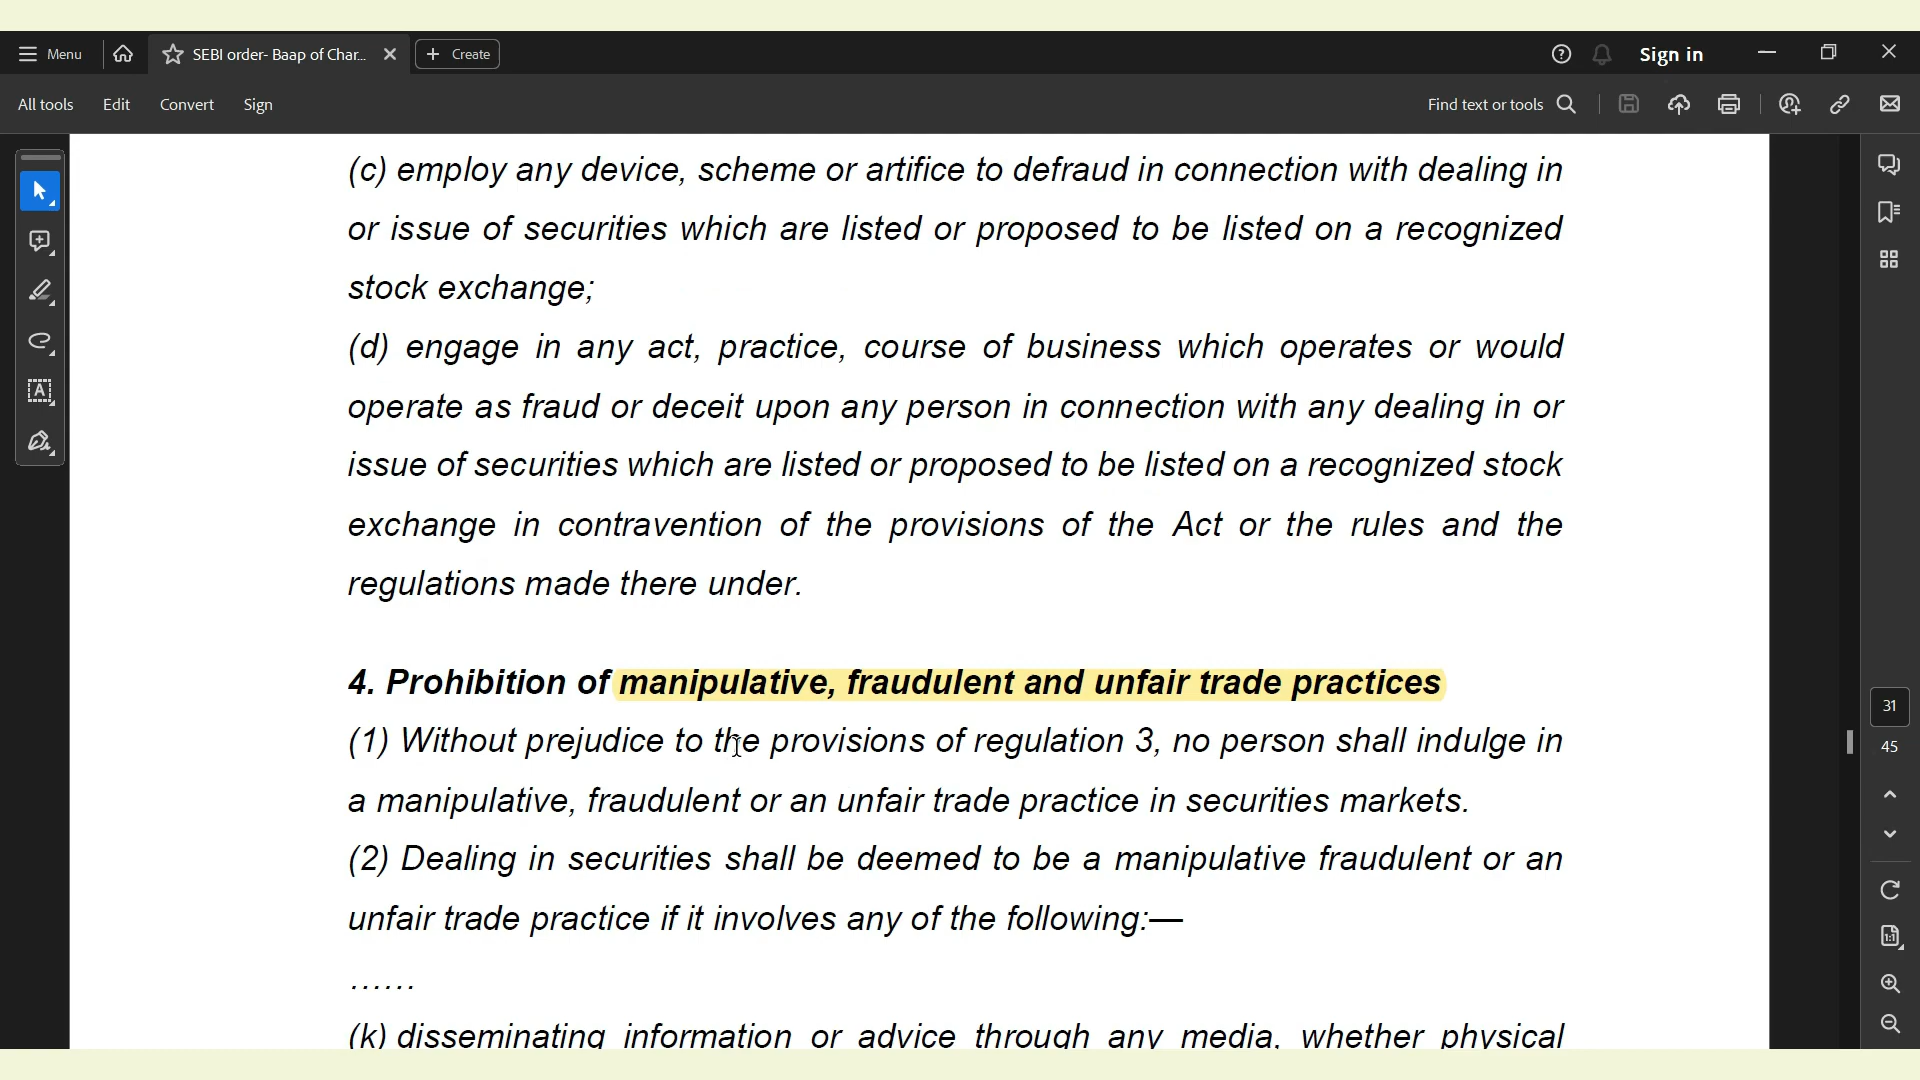 Menu
SEBI order- Baap of Char...
Create
Sign in
All tools
Edit
Convert
Sign
Find text or tools
(c) employ any device, scheme or artifice to defraud in connection with dealing in
or issue of securities which are listed or proposed to be listed on a recognized
stock exchange;
(d) engage in any act, practice, course of business which operates or would
operate as fraud or deceit upon any person in connection with any dealing in or
issue of securities which are listed or proposed to be listed on a recognized stock
exchange in contravention of the provisions of the Act or the rules and the
regulations made there under.
4. Prohibition of manipulative, fraudulent and unfair trade practices
(1) Without prejudice to the provisions of regulation 3, no person shall indulge in
a manipulative, fraudulent or an unfair trade practice in securities markets.
(2) Dealing in securities shall be deemed to be a manipulative fraudulent or an
unfair trade practice if it involves any of the following:—
......
(k) disseminating information or advice through any media, whether physical
31
45